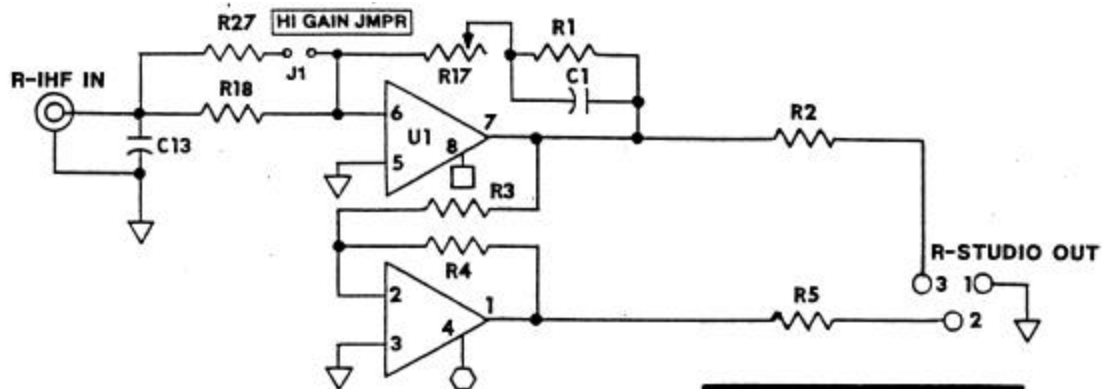 R27
HI GAIN JMPR
R1
J1
R17
C1
R-IHF IN
R18
6
7
R2
U1
8
C13
5
R3
R4
R-STUDIO OUT
3 1
2
1
R5
2
4
3